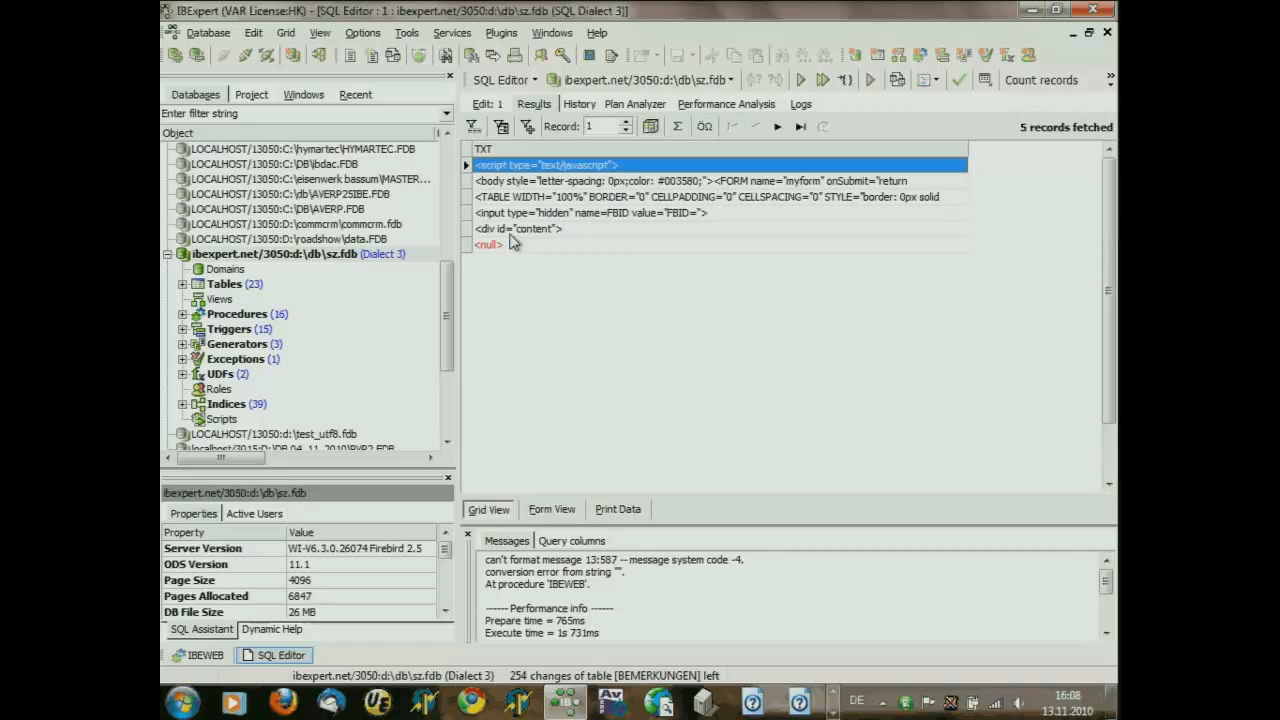 IBExpert (VAR License:HK) - [SQL Editor : 1 : ibexpert.net/3050:d:\db\sz.fdb (SQL Dialect 3)]
Database Edit Grid View Options Tools Services Plugins Windows Help
SQL Editor ibexpert.net/3050:d:\db\sz.fdb Count records
Databases Project Windows Recent
Edit: 1 Results History Plan Analyzer Performance Analysis Logs
Enter filter string
Record: 1 Σ ÖΩ 5 records fetched
Object
LOCALHOST/13050:C:\hymartec/HYMARTEC.FDB
LOCALHOST/13050:C:\DB\ibdac.FDB
LOCALHOST/13050:C:\eisenwerk bassum\MASTER...
LOCALHOST/13050:C:\db\AVERP25IBE.FDB
LOCALHOST/13050:C:\DB\AVERP.FDB
LOCALHOST/13050:C:\commcrm\commcrm.fdb
LOCALHOST/13050:d:\roadshow\data.FDB
ibexpert.net/3050:d:\db\sz.fdb (Dialect 3)
Domains
Tables (23)
Views
Procedures (16)
Triggers (15)
Generators (3)
Exceptions (1)
UDFs (2)
Roles
Indices (39)
Scripts
LOCALHOST/13050:d:\test_utf8.fdb
TXT
<script type="text/javascript">
<body style="letter-spacing: 0px;color: #003580;"><FORM name="myform" onSubmit="return
<TABLE WIDTH="100%" BORDER="0" CELLPADDING="0" CELLSPACING="0" STYLE="border: 0px solid
<input type="hidden" name=FBID value="FBID=">
<div id="content">
<null>
Grid View Form View Print Data
ibexpert.net/3050:d:\db\sz.fdb
Properties Active Users
Property Value
Server Version WI-V6.3.0.26074 Firebird 2.5
ODS Version 11.1
Page Size 4096
Pages Allocated 6847
DB File Size 26 MB
SQL Assistant Dynamic Help
Messages Query columns
can't format message 13:587 -- message system code -4.
conversion error from string "".
At procedure 'IBEWEB'.
------ Performance info ------
Prepare time = 765ms
Execute time = 1s 731ms
IBEWEB SQL Editor
ibexpert.net/3050:d:\db\sz.fdb (Dialect 3) 254 changes of table [BEMERKUNGEN] left
DE
16:08
13.11.2010